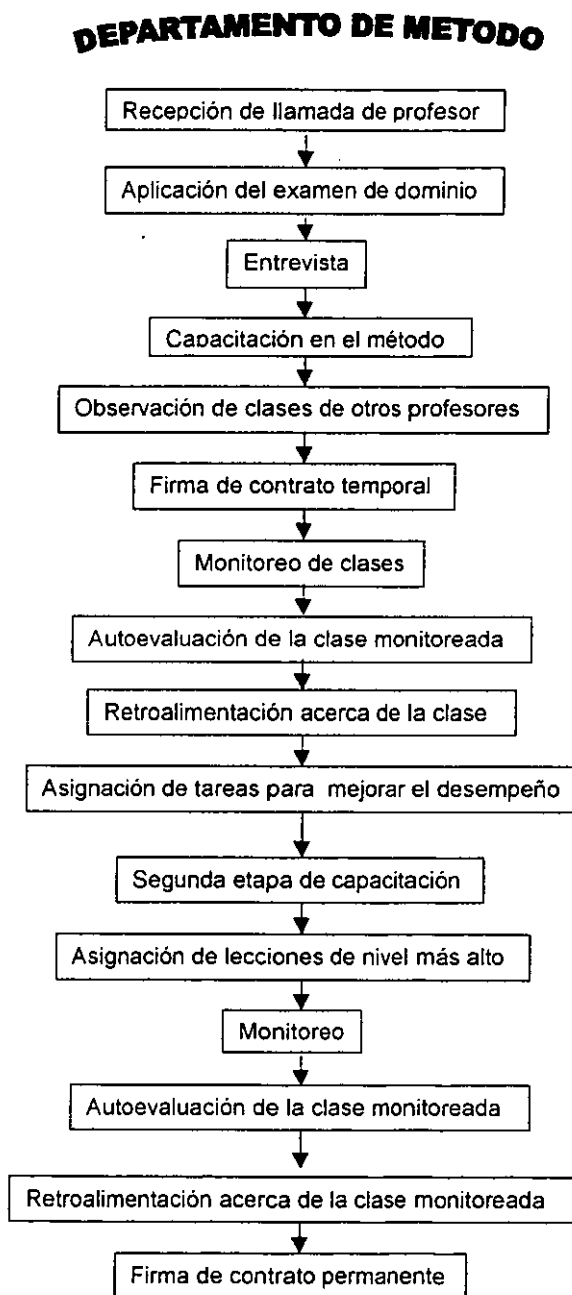 DEPARTAMENTO DE METODO
Recepción de llamada de profesor
Aplicación del examen de dominio
Entrevista
Capacitación en el método
Observación de clases de otros profesores
Firma de contrato temporal
Monitoreo de clases
Autoevaluación de la clase monitoreada
Retroalimentación acerca de la clase
Asignación de tareas para mejorar el desempeño
Segunda etapa de capacitación
Asignación de lecciones de nivel más alto
Monitoreo
Autoevaluación de la clase monitoreada
Retroalimentación acerca de la clase monitoreada
Firma de contrato permanente